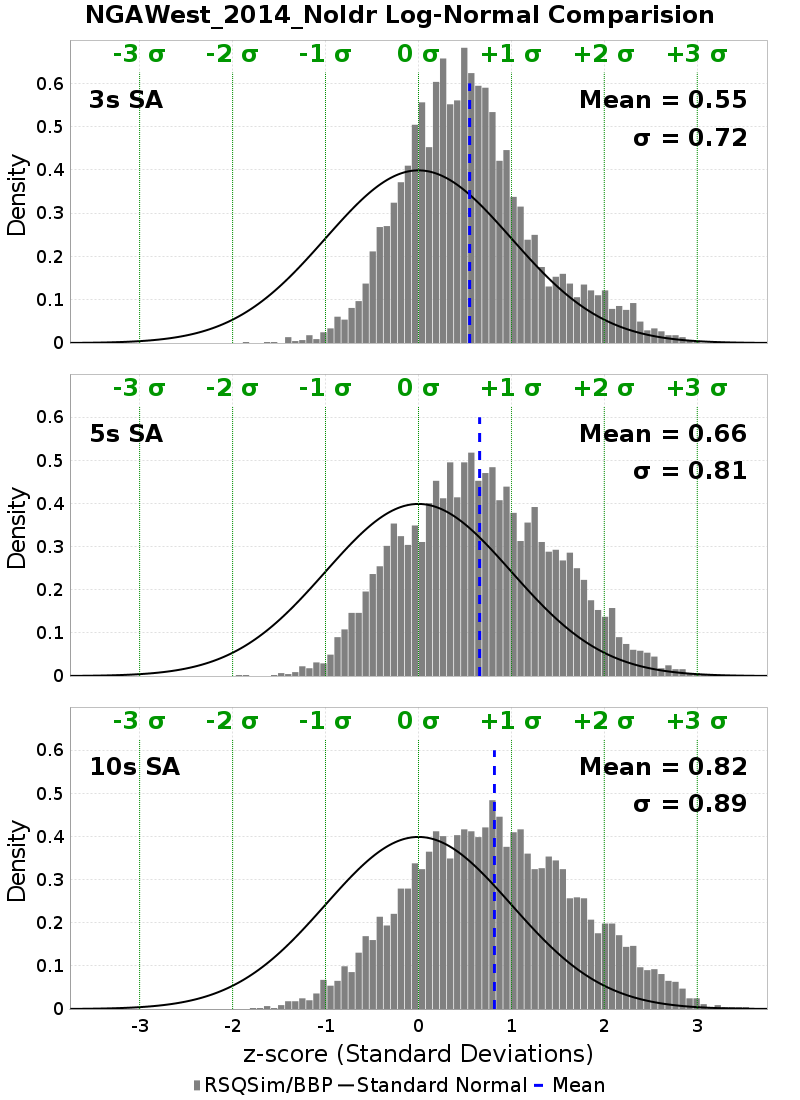 NGAWest_2014_NoIdr Log-Normal Comparision
-3 σ -2 σ -1 σ 0 σ +1 σ +2 σ +3 σ
0.6
3s SA
Mean = 0.55
0.5
σ = 0.72
0.4
0.3
0.2
0.1
0
Density
-3 σ -2 σ -1 σ 0 σ +1 σ +2 σ +3 σ
0.6
5s SA
Mean = 0.66
0.5
σ = 0.81
0.4
0.3
0.2
0.1
0
Density
-3 σ -2 σ -1 σ 0 σ +1 σ +2 σ +3 σ
0.6
10s SA
Mean = 0.82
0.5
σ = 0.89
0.4
0.3
0.2
0.1
0
Density
-3 -2 -1 0 1 2 3
z-score (Standard Deviations)
RSQSim/BBP Standard Normal Mean